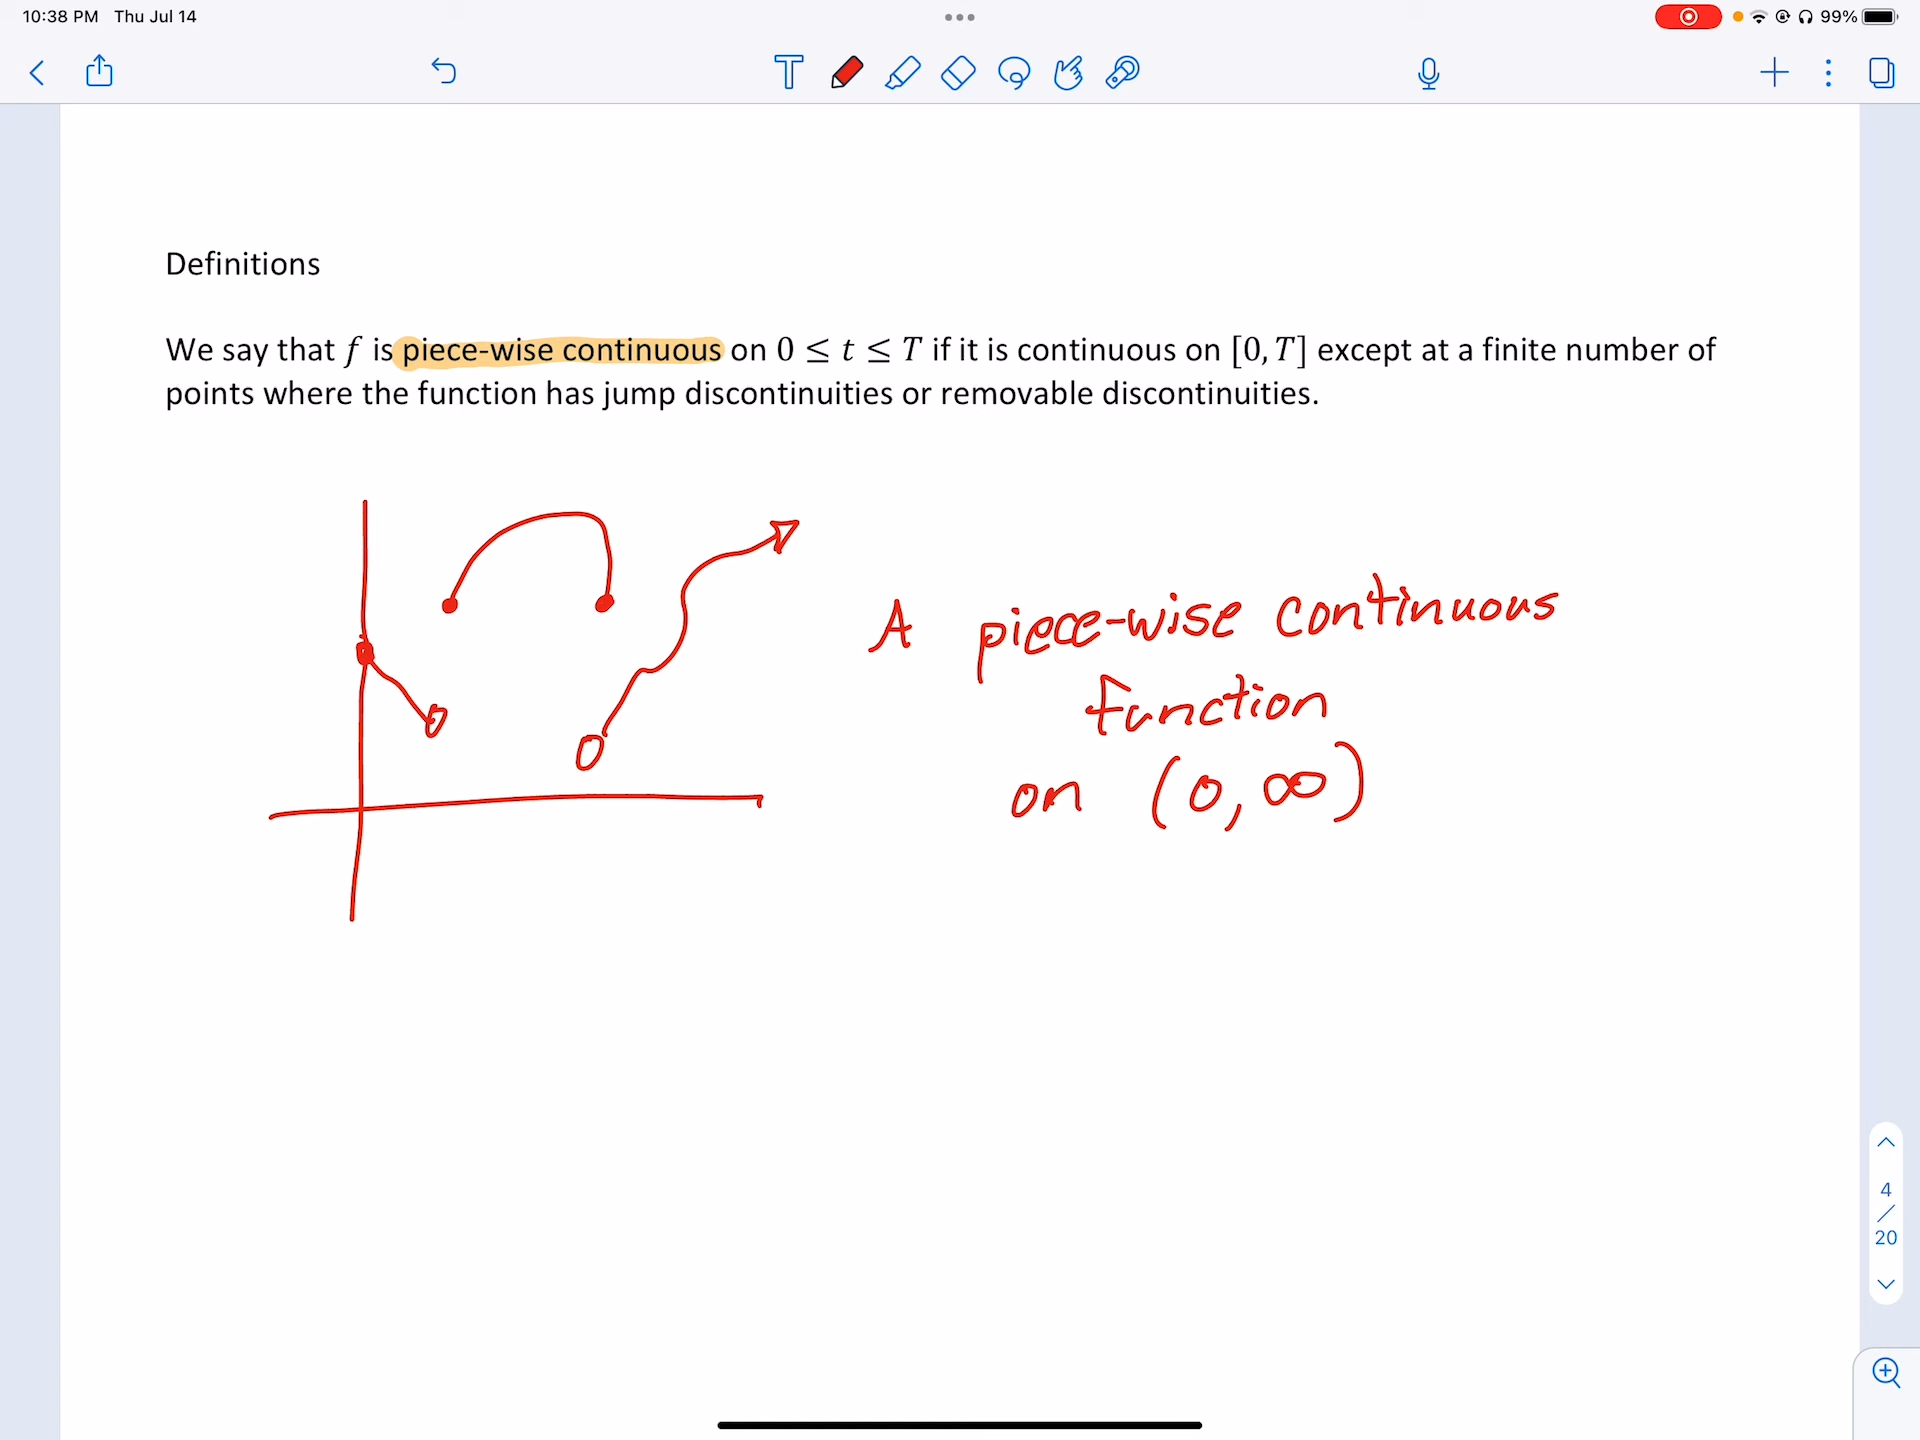 10:38 PM Thu Jul 14
99%
T
Definitions
We say that f is piece-wise continuous on 0 ≤ t ≤ T if it is continuous on [0, T] except at a finite number of
points where the function has jump discontinuities or removable discontinuities.
A piece-wise continuous
function
on (0, ∞)
4
/
20